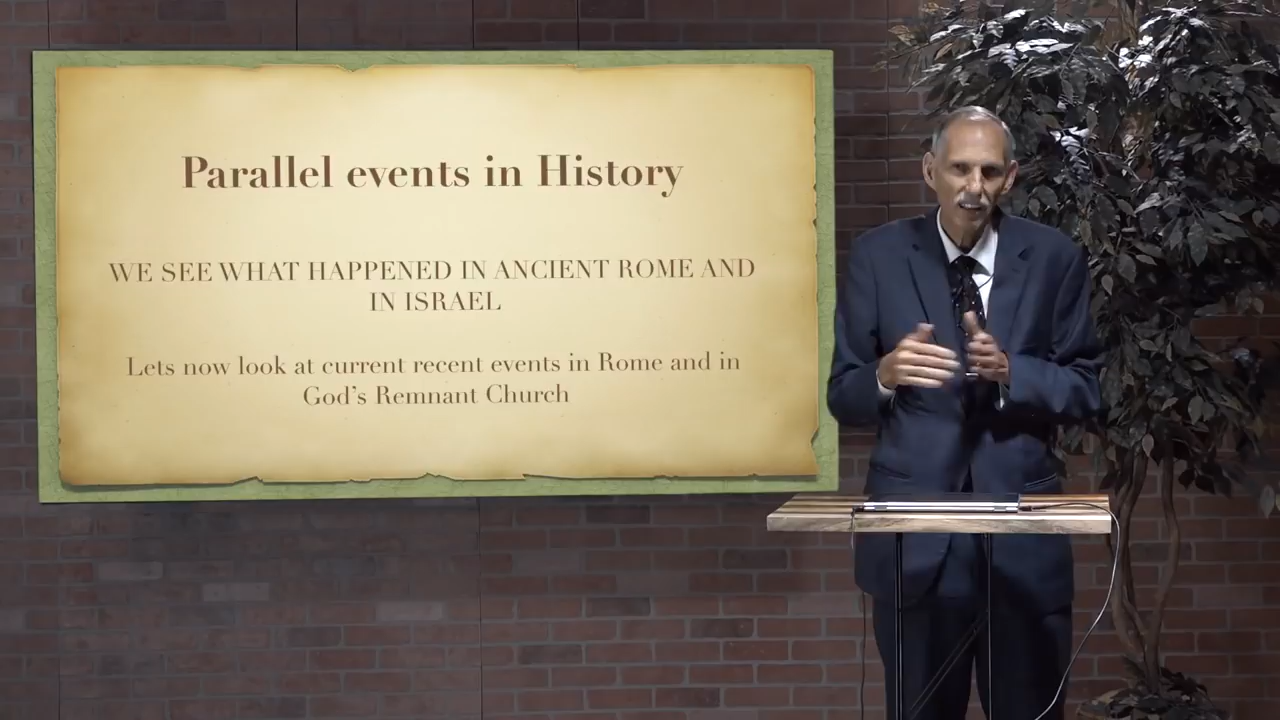 Parallel events in History
WE SEE WHAT HAPPENED IN ANCIENT ROME AND
IN ISRAEL
Lets now look at current recent events in Rome and in
God's Remnant Church